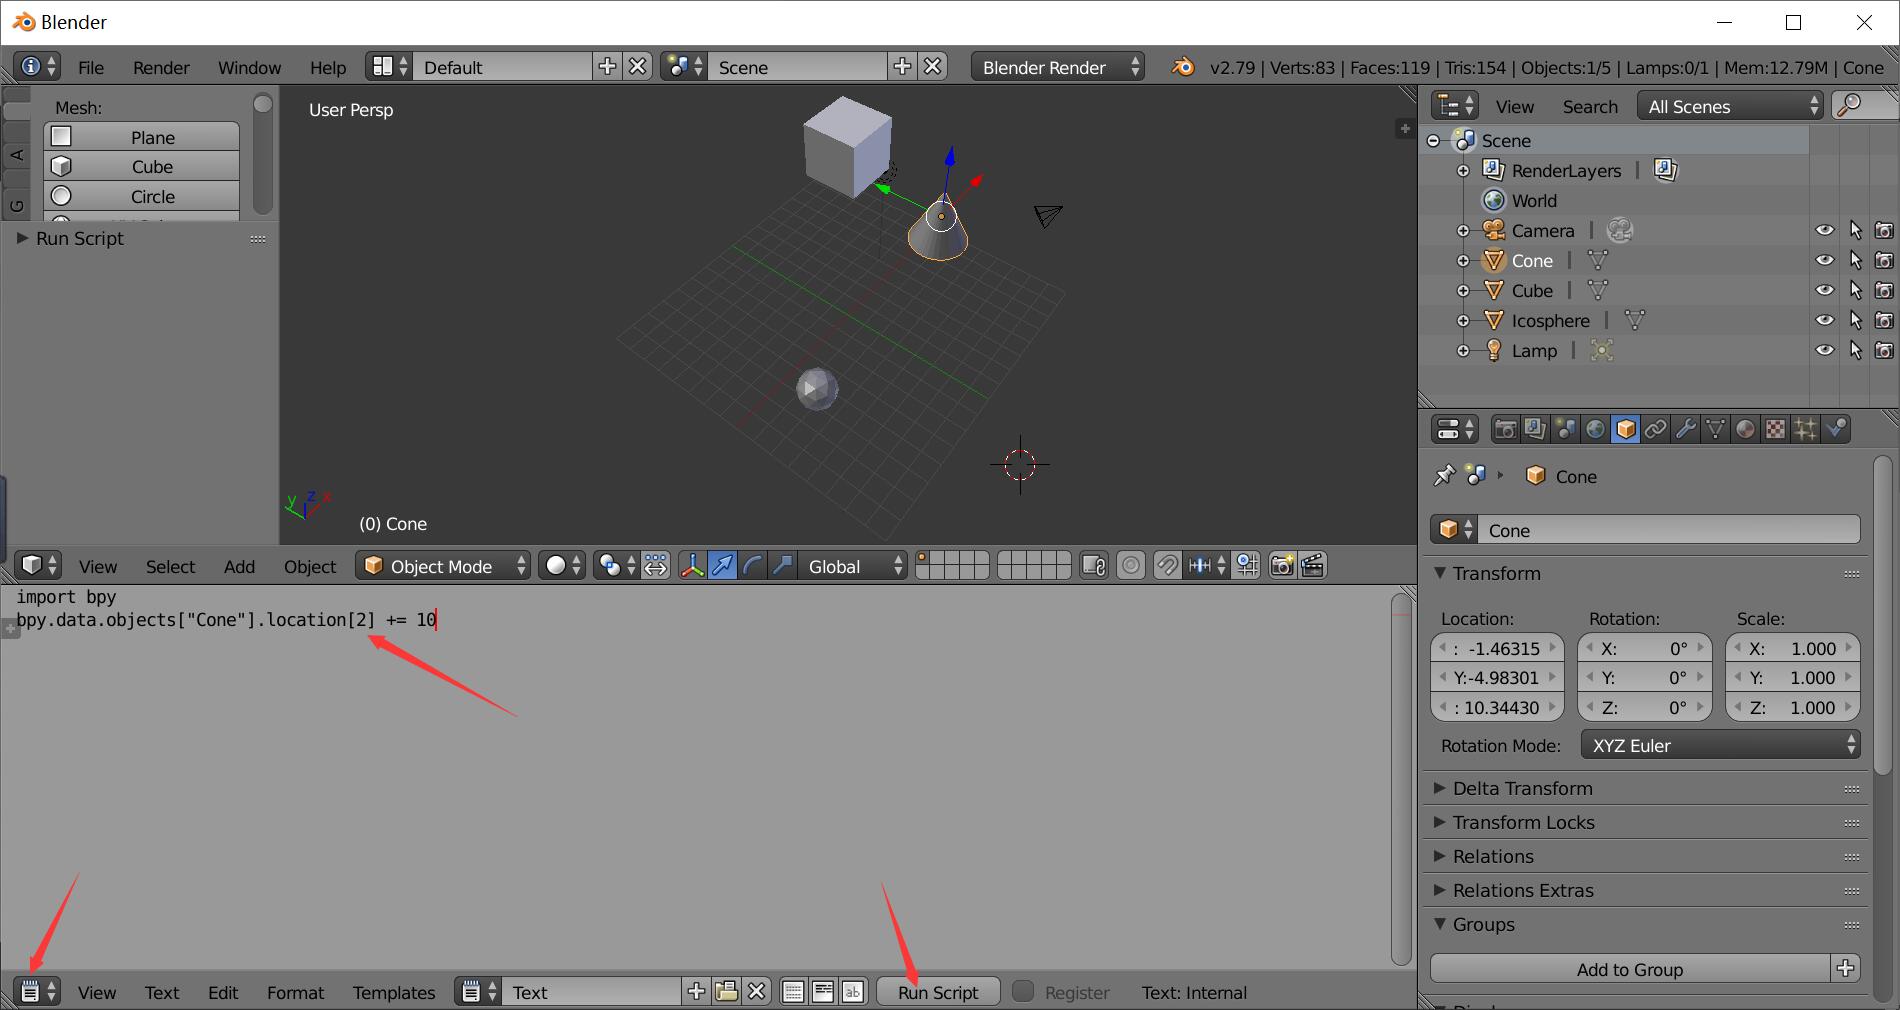 Blender
File Render Window Help Default Scene Blender Render v2.79 | Verts:83 | Faces:119 | Tris:154 | Objects:1/5 | Lamps:0/1 | Mem:12.79M | Cone
Mesh:
Plane
Cube
Circle
A
G
Run Script
User Persp
z
y
x
(0) Cone
View Search All Scenes
Scene
RenderLayers |
World
Camera |
Cone |
Cube |
Icosphere |
Lamp |
View Select Add Object Object Mode Global
import bpy
bpy.data.objects["Cone"].location[2] += 10
Cone
Cone
Transform
Location: Rotation: Scale:
: -1.46315 X: 0° X: 1.000
Y:-4.98301 Y: 0° Y: 1.000
: 10.34430 Z: 0° Z: 1.000
Rotation Mode: XYZ Euler
Delta Transform
Transform Locks
Relations
Relations Extras
Groups
Add to Group
View Text Edit Format Templates Text ab Run Script Register Text: Internal